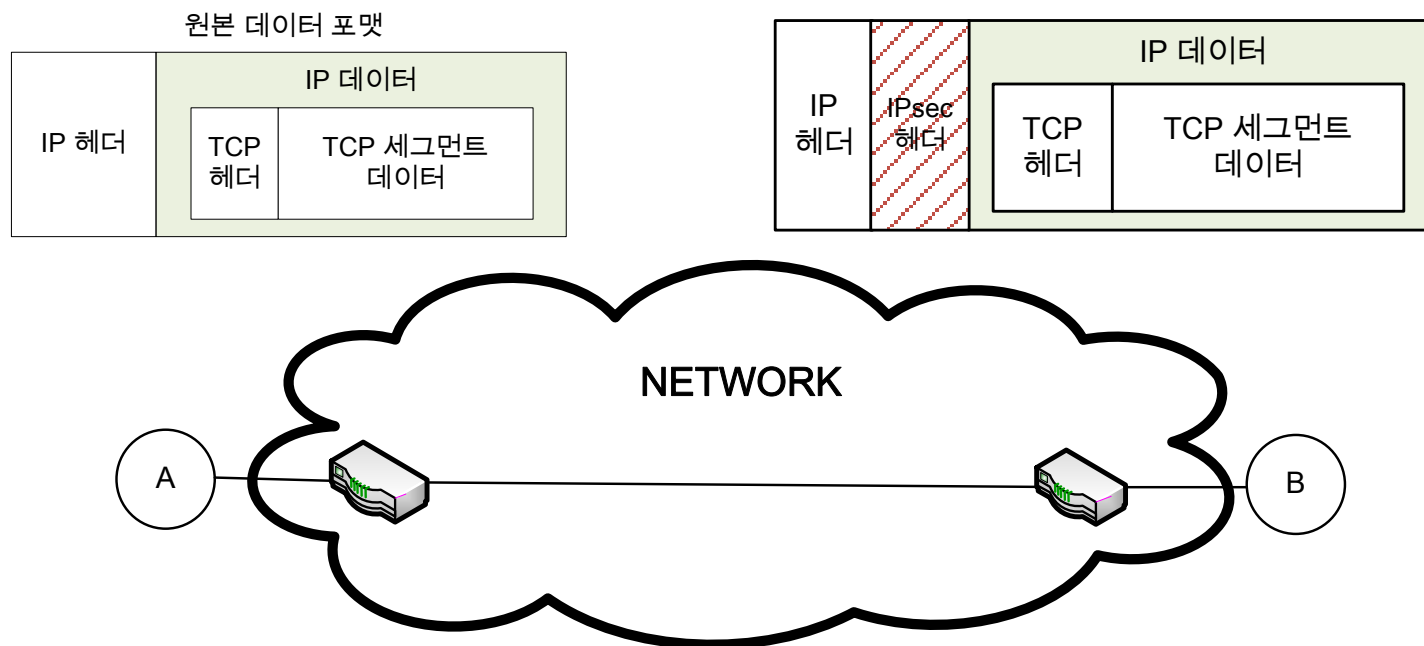 원본 데이터 포맷
IP 헤더
IP 데이터
TCP
헤더
TCP 세그먼트
데이터
IP
헤더
IPsec
헤더
IP 데이터
TCP
헤더
TCP 세그먼트
데이터
NETWORK
A
B